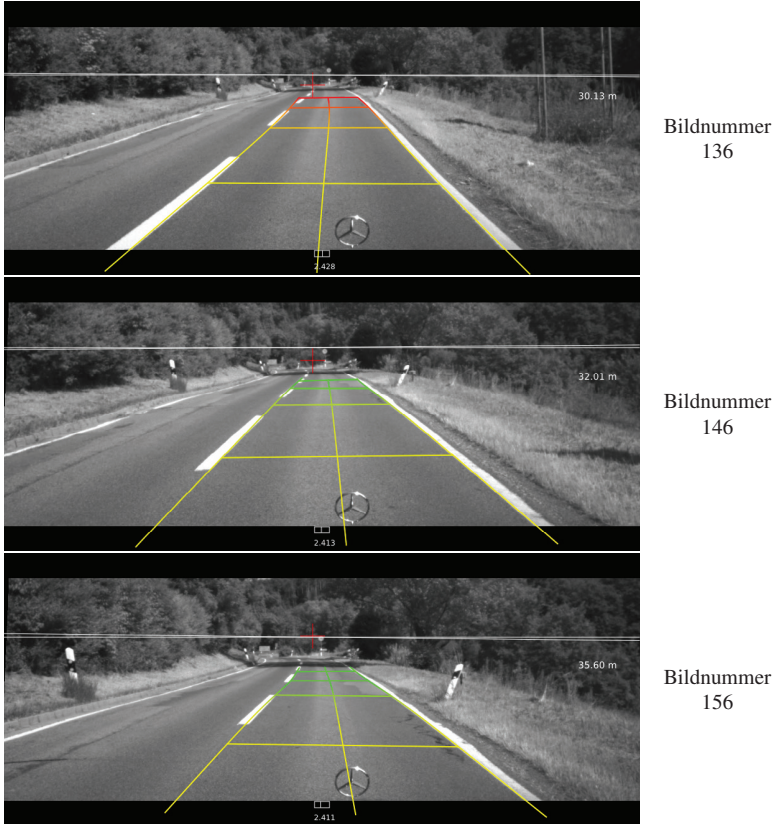 30.13 m
2.428
Bildnummer
136
32.01 m
2.413
Bildnummer
146
35.60 m
2.411
Bildnummer
156